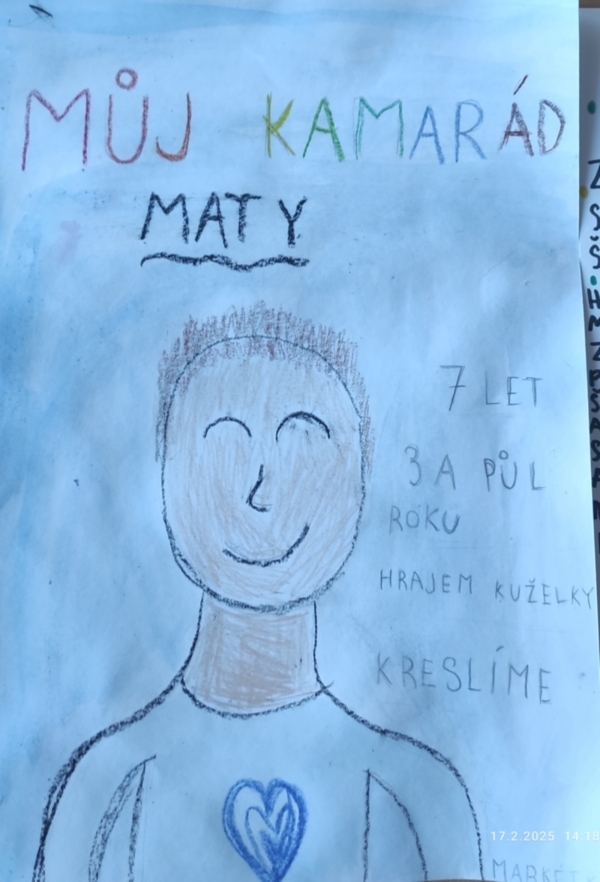 MŮJ KAMARÁD
MATY
7 LET
3 A PŮL
ROKU
HRAJEM KUŽELKY
KRESLÍME
17.2.2025 14:18